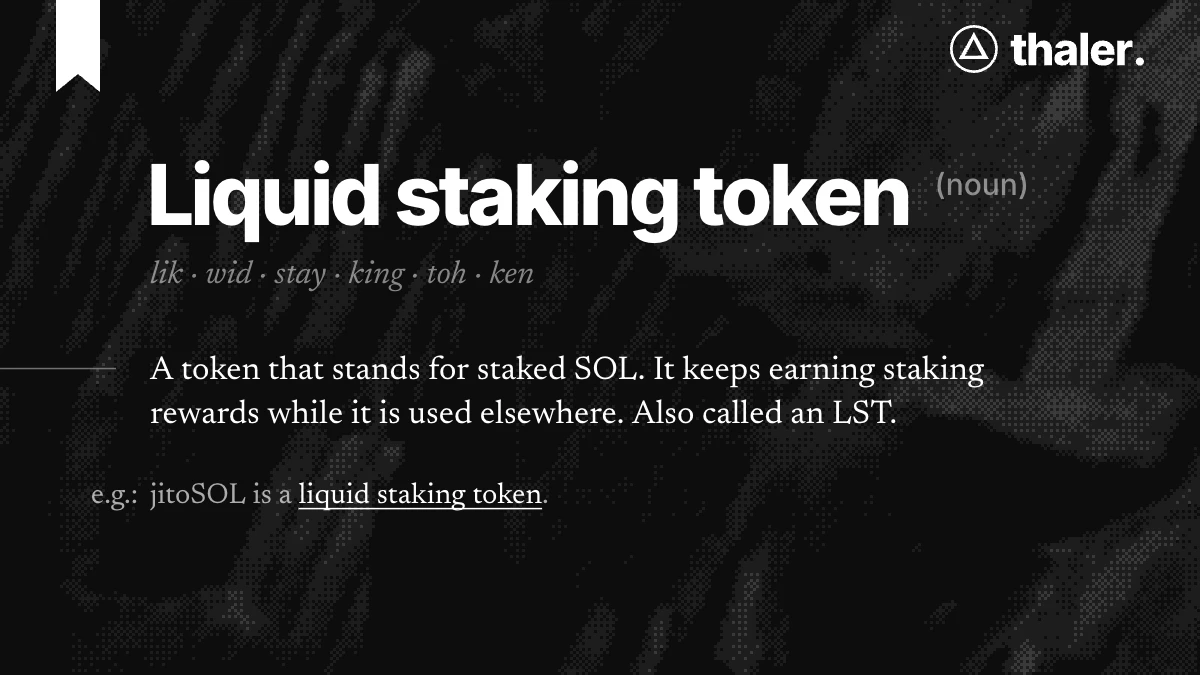 thaler.
Liquid staking token (noun)
lik · wid · stay · king · toh · ken
A token that stands for staked SOL. It keeps earning staking
rewards while it is used elsewhere. Also called an LST.
e.g.: jitoSOL is a liquid staking token.